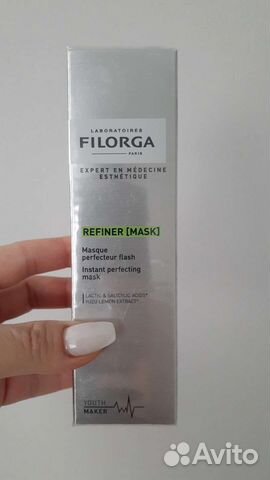 LABORATOIRES
FILORGA
PARIS
EXPERT EN MÉDECINE
ESTHÉTIQUE
REFINER [MASK]
Masque
perfecteur flash
Instant perfecting
mask
LACTIC & SALICYLIC ACIDS*
YUZU LEMON EXTRACT*
YOUTH
MAKER
Avito